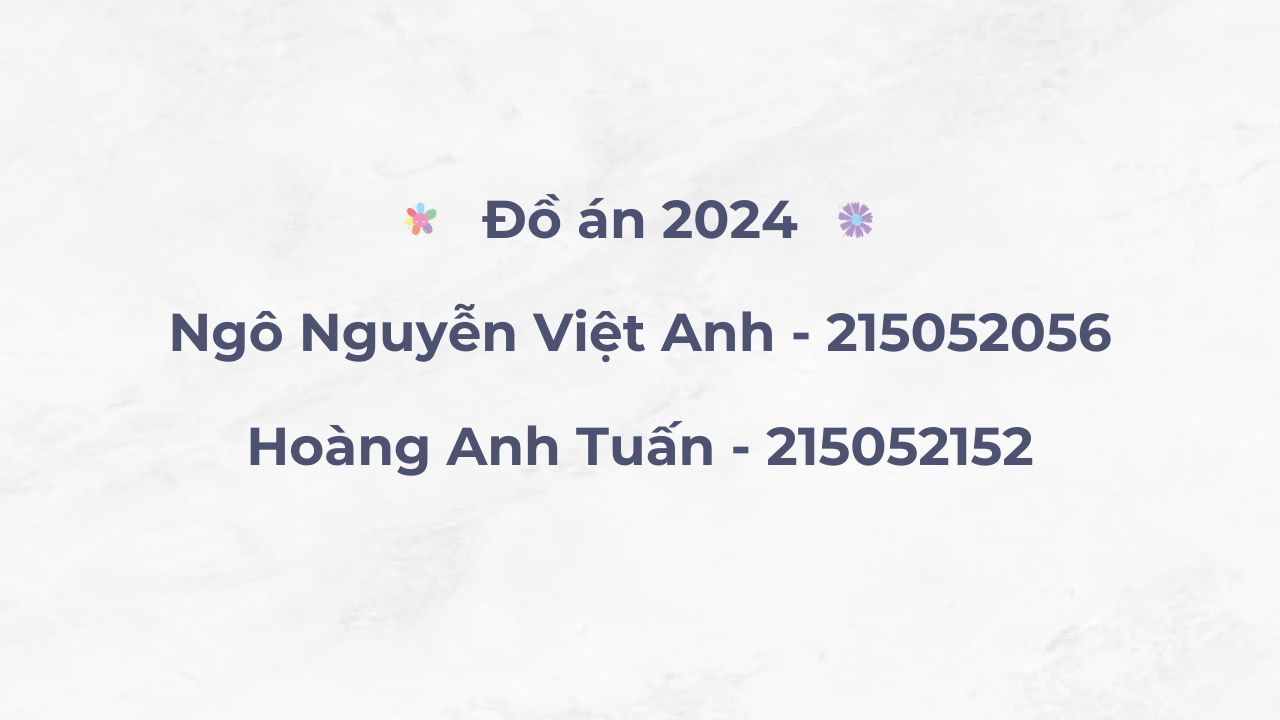 Đồ án 2024
Ngô Nguyễn Việt Anh - 215052056
Hoàng Anh Tuấn - 215052152